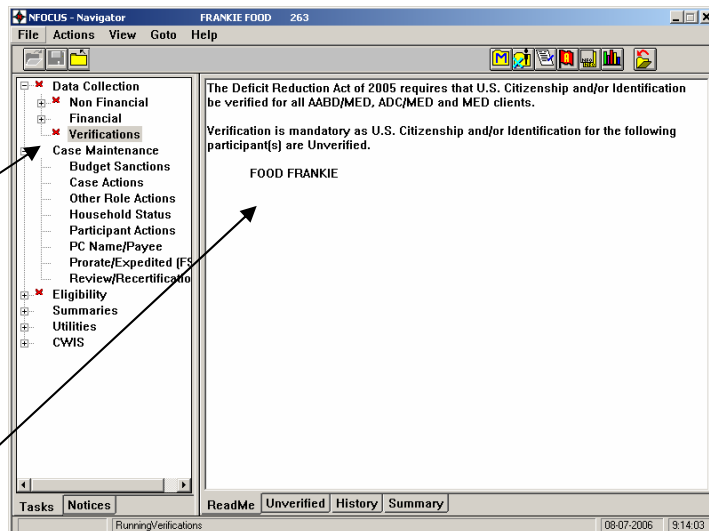 NFOCUS - Navigator FRANKIE FOOD 263
File Actions View Goto Help
Data Collection
Non Financial
Financial
Verifications
Case Maintenance
Budget Sanctions
Case Actions
Other Role Actions
Household Status
Participant Actions
PC Name/Payee
Prorate/Expedited (FS
Review/Recertificatio
Eligibility
Summaries
Utilities
CWIS
Tasks Notices
The Deficit Reduction Act of 2005 requires that U.S. Citizenship and/or Identification
be verified for all AABD/MED, ADC/MED and MED clients.
Verification is mandatory as U.S. Citizenship and/or Identification for the following
participant(s) are Unverified.
FOOD FRANKIE
ReadMe Unverified History Summary
RunningVerifications 08-07-2006 9:14:03